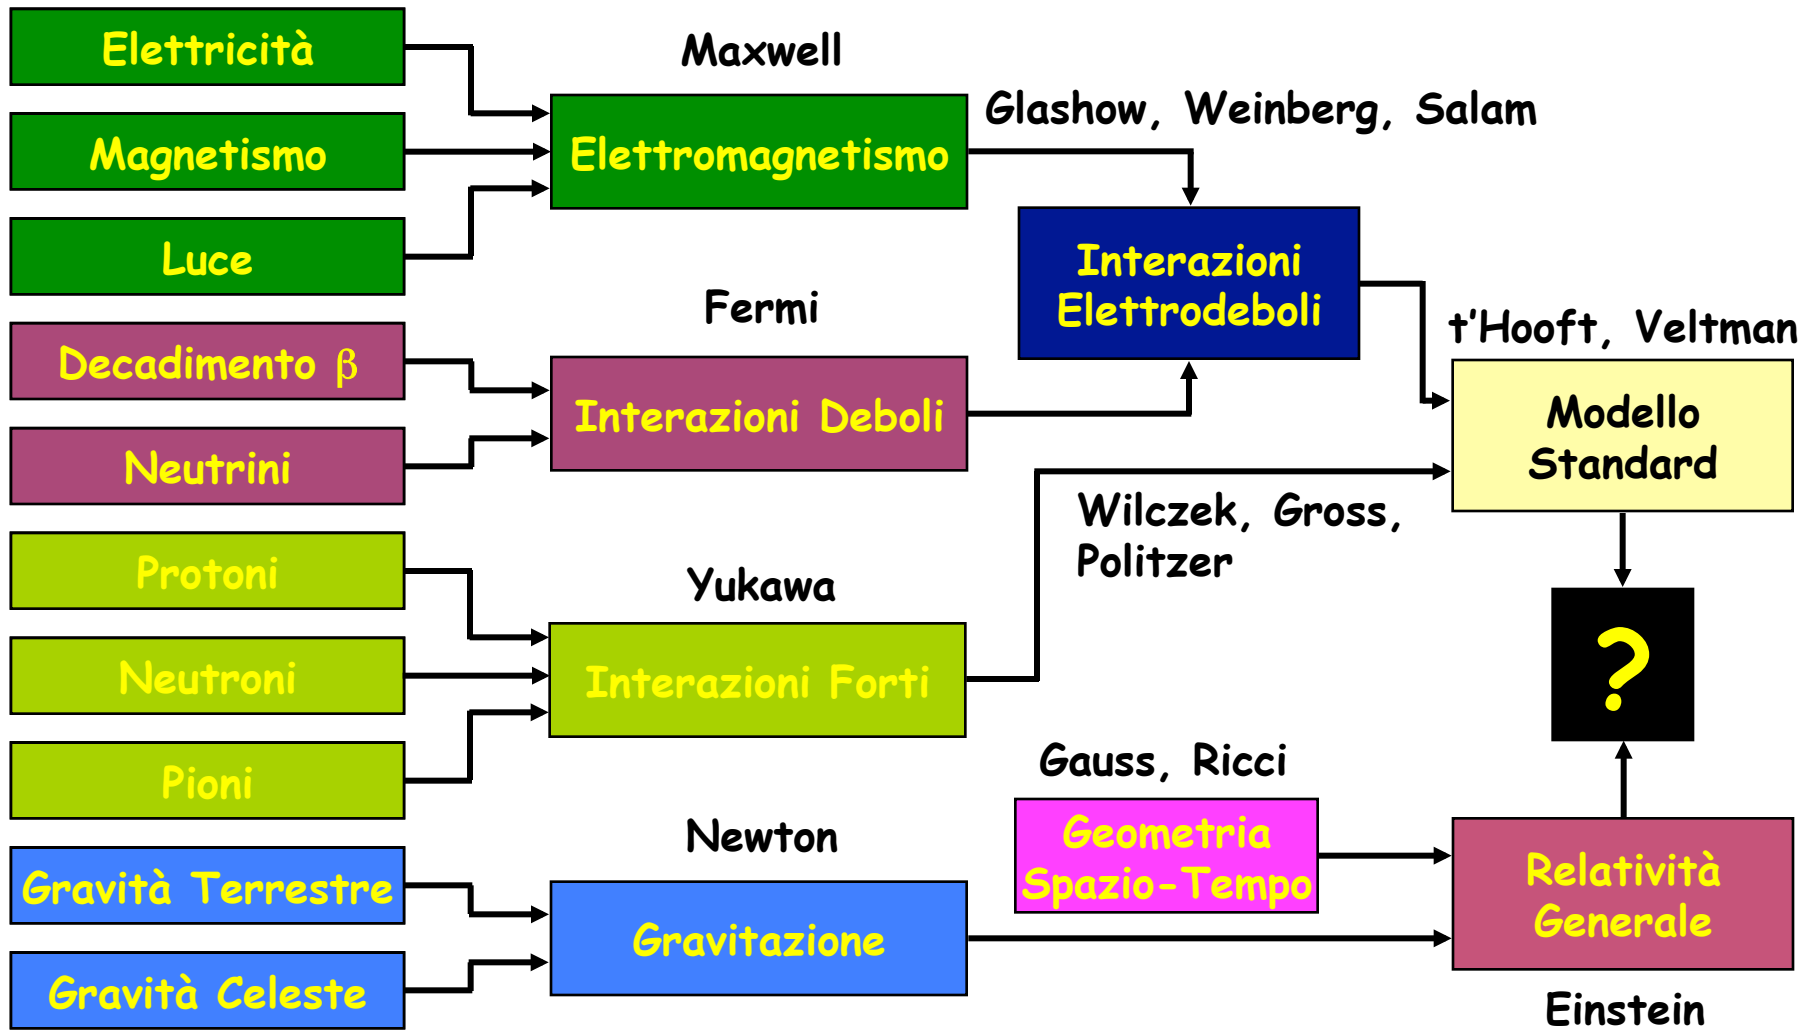 Elettricità
Magnetismo
Luce
Decadimento β
Neutrini
Protoni
Neutroni
Pioni
Gravità Terrestre
Gravità Celeste
Maxwell
Elettromagnetismo
Fermi
Interazioni Deboli
Yukawa
Interazioni Forti
Newton
Gravitazione
Glashow, Weinberg, Salam
Interazioni
Elettrodeboli
Wilczek, Gross,
Politzer
Gauss, Ricci
Geometria
Spazio-Tempo
t'Hooft, Veltman
Modello
Standard
?
Relatività
Generale
Einstein